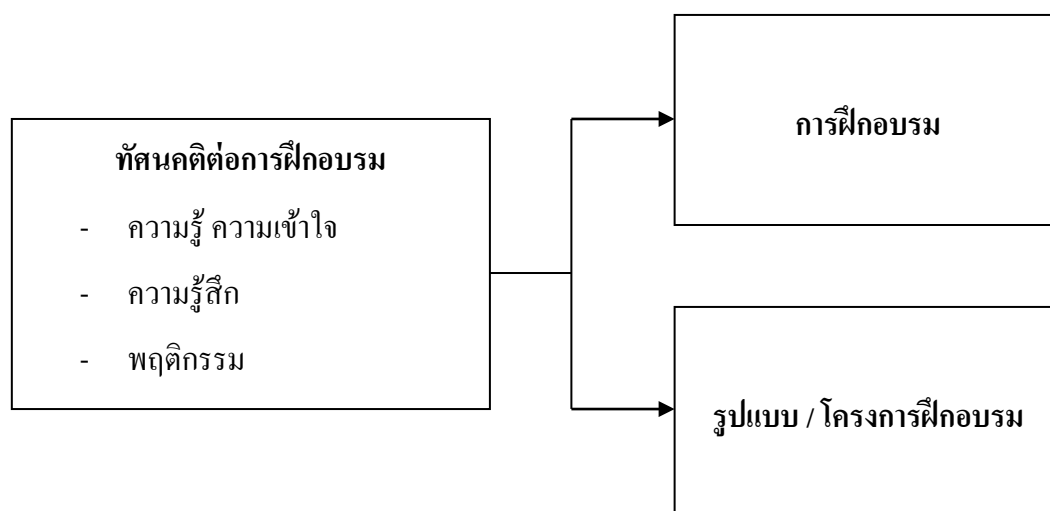 การฝึกอบรม
ทัศนคติต่อการฝึกอบรม
- ความรู้ ความเข้าใจ
- ความรู้สึก
- พฤติกรรม
รูปแบบ / โครงการฝึกอบรม